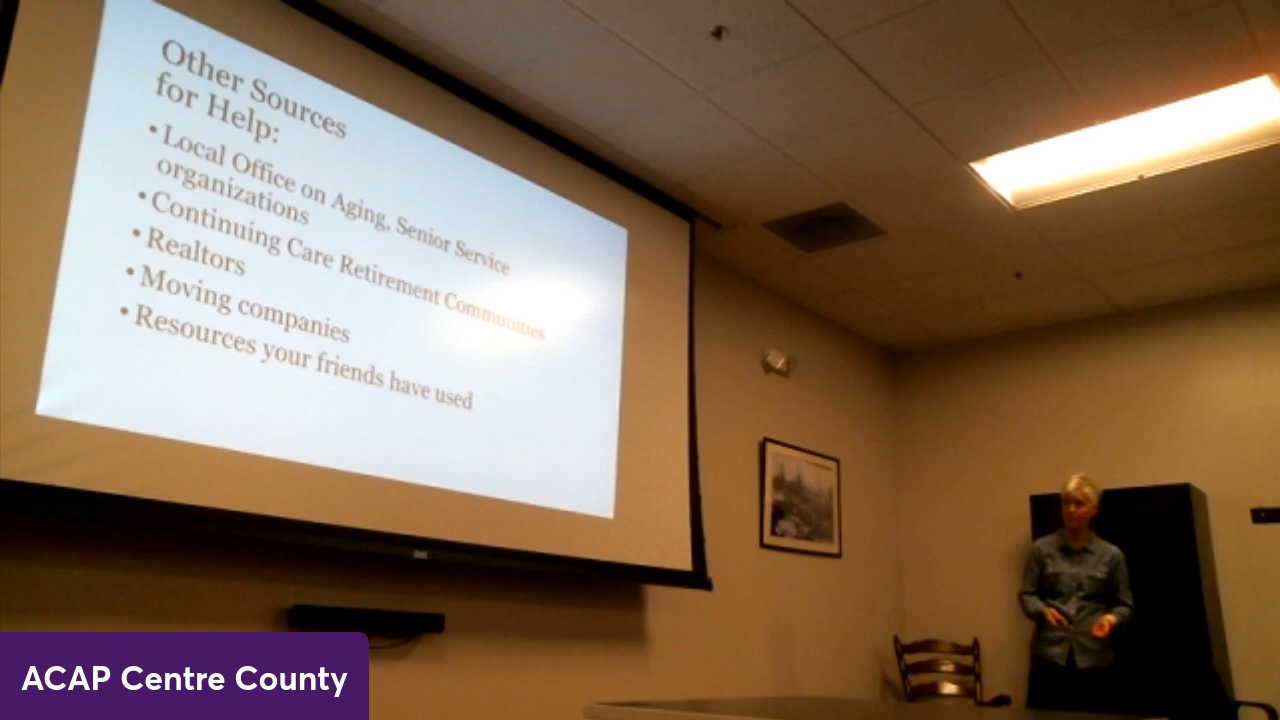 Other Sources
for Help:
• Local Office on Aging, Senior Service
organizations
• Continuing Care Retirement Communities
• Realtors
• Moving companies
• Resources your friends have used
ACAP Centre County